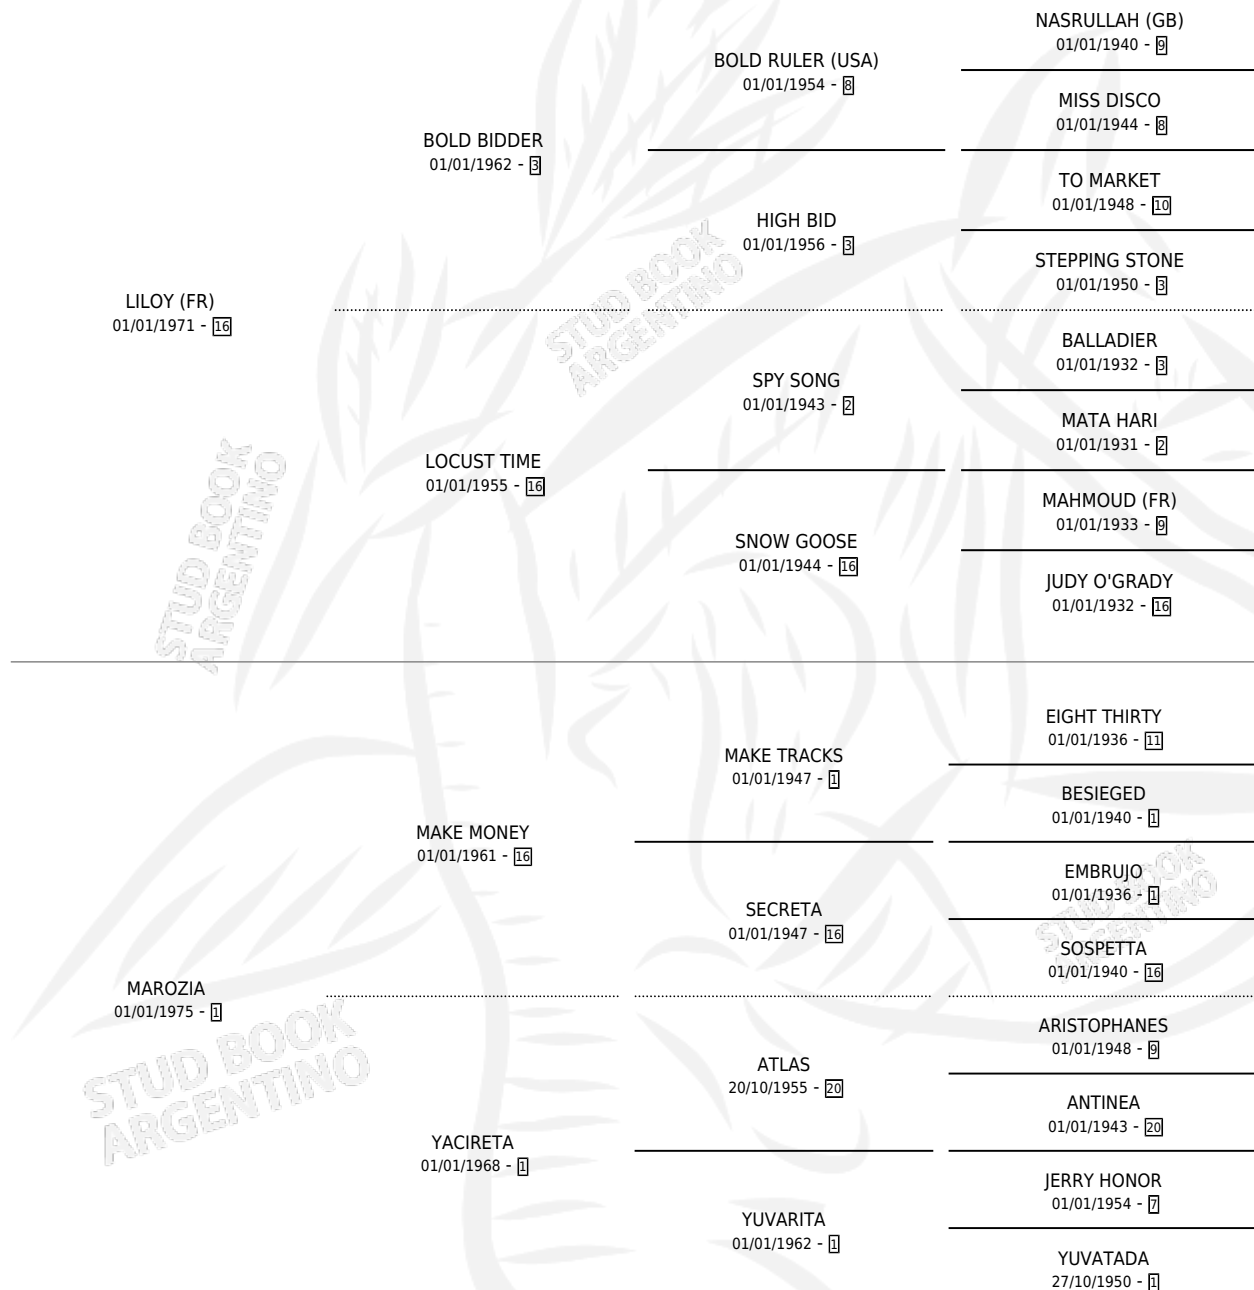 NASRULLAH (GB)
01/01/1940 - 9
BOLD RULER (USA)
01/01/1954 - 8
MISS DISCO
01/01/1944 - 8
BOLD BIDDER
01/01/1962 - 3
TO MARKET
01/01/1948 - 10
HIGH BID
01/01/1956 - 3
STEPPING STONE
01/01/1950 - 3
LILOY (FR)
01/01/1971 - 16
STUD BOOK
ARGENTINO
BALLADIER
01/01/1932 - 3
SPY SONG
01/01/1943 - 2
MATA HARI
01/01/1931 - 2
LOCUST TIME
01/01/1955 - 16
MAHMOUD (FR)
01/01/1933 - 9
SNOW GOOSE
01/01/1944 - 16
JUDY O'GRADY
01/01/1932 - 16
STUD BOOK
ARGENTINO
EIGHT THIRTY
01/01/1936 - 11
MAKE TRACKS
01/01/1947 - 1
BESIEGED
01/01/1940 - 1
MAKE MONEY
01/01/1961 - 16
EMBRUJO
01/01/1936 - 1
SECRETA
01/01/1947 - 16
SOSPETTA
01/01/1940 - 16
STUD BOOK
ARGENTINO
MAROZIA
01/01/1975 - 1
ARISTOPHANES
01/01/1948 - 9
ATLAS
20/10/1955 - 20
ANTINEA
01/01/1943 - 20
STUD BOOK
ARGENTINO
YACIRETA
01/01/1968 - 1
JERRY HONOR
01/01/1954 - 7
YUVARITA
01/01/1962 - 1
YUVATADA
27/10/1950 - 1